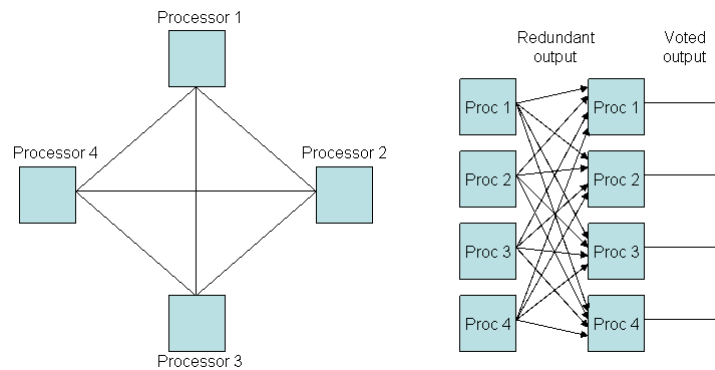 Processor 1
Processor 4
Processor 2
Processor 3
Redundant
output
Voted
output
Proc 1
Proc 1
Proc 2
Proc 2
Proc 3
Proc 3
Proc 4
Proc 4